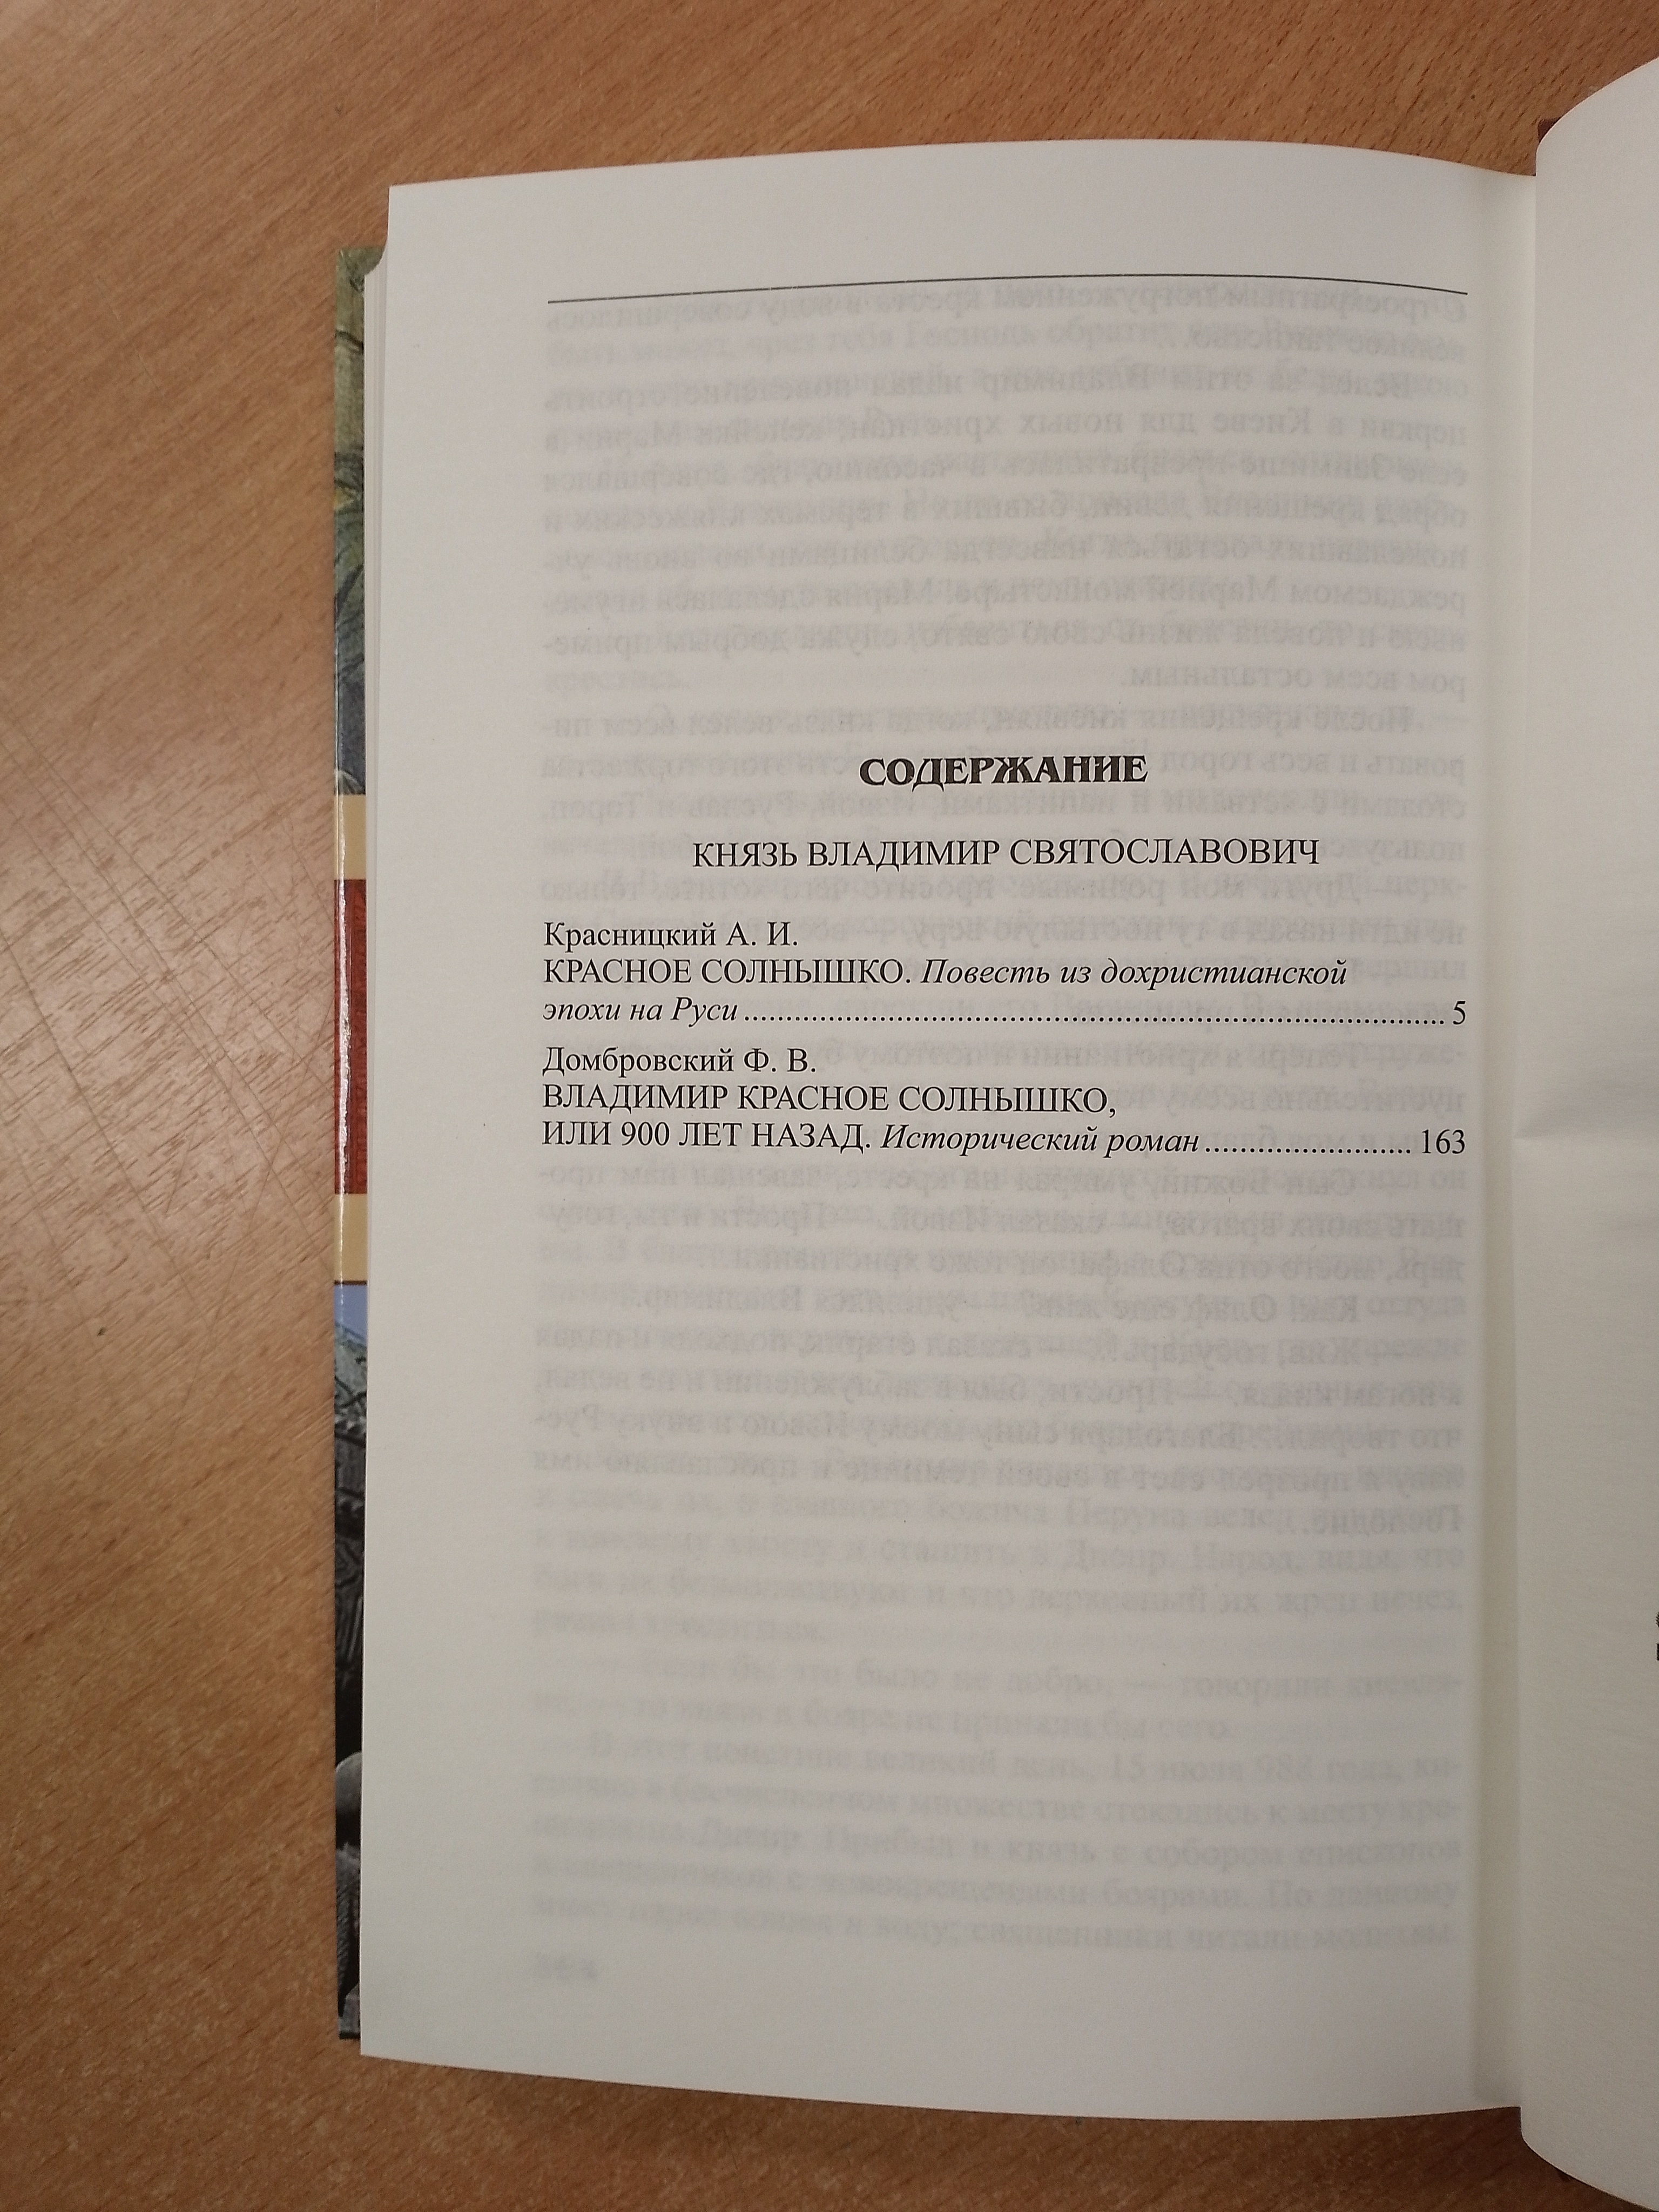 СОДЕРЖАНИЕ
КНЯЗЬ ВЛАДИМИР СВЯТОСЛАВОВИЧ
Красницкий А. И.
КРАСНОЕ СОЛНЫШКО. Повесть из дохристианской
эпохи на Руси ........ 5
Домбровский Ф. В.
ВЛАДИМИР КРАСНОЕ СОЛНЫШКО,
ИЛИ 900 ЛЕТ НАЗАД. Исторический роман ........ 163